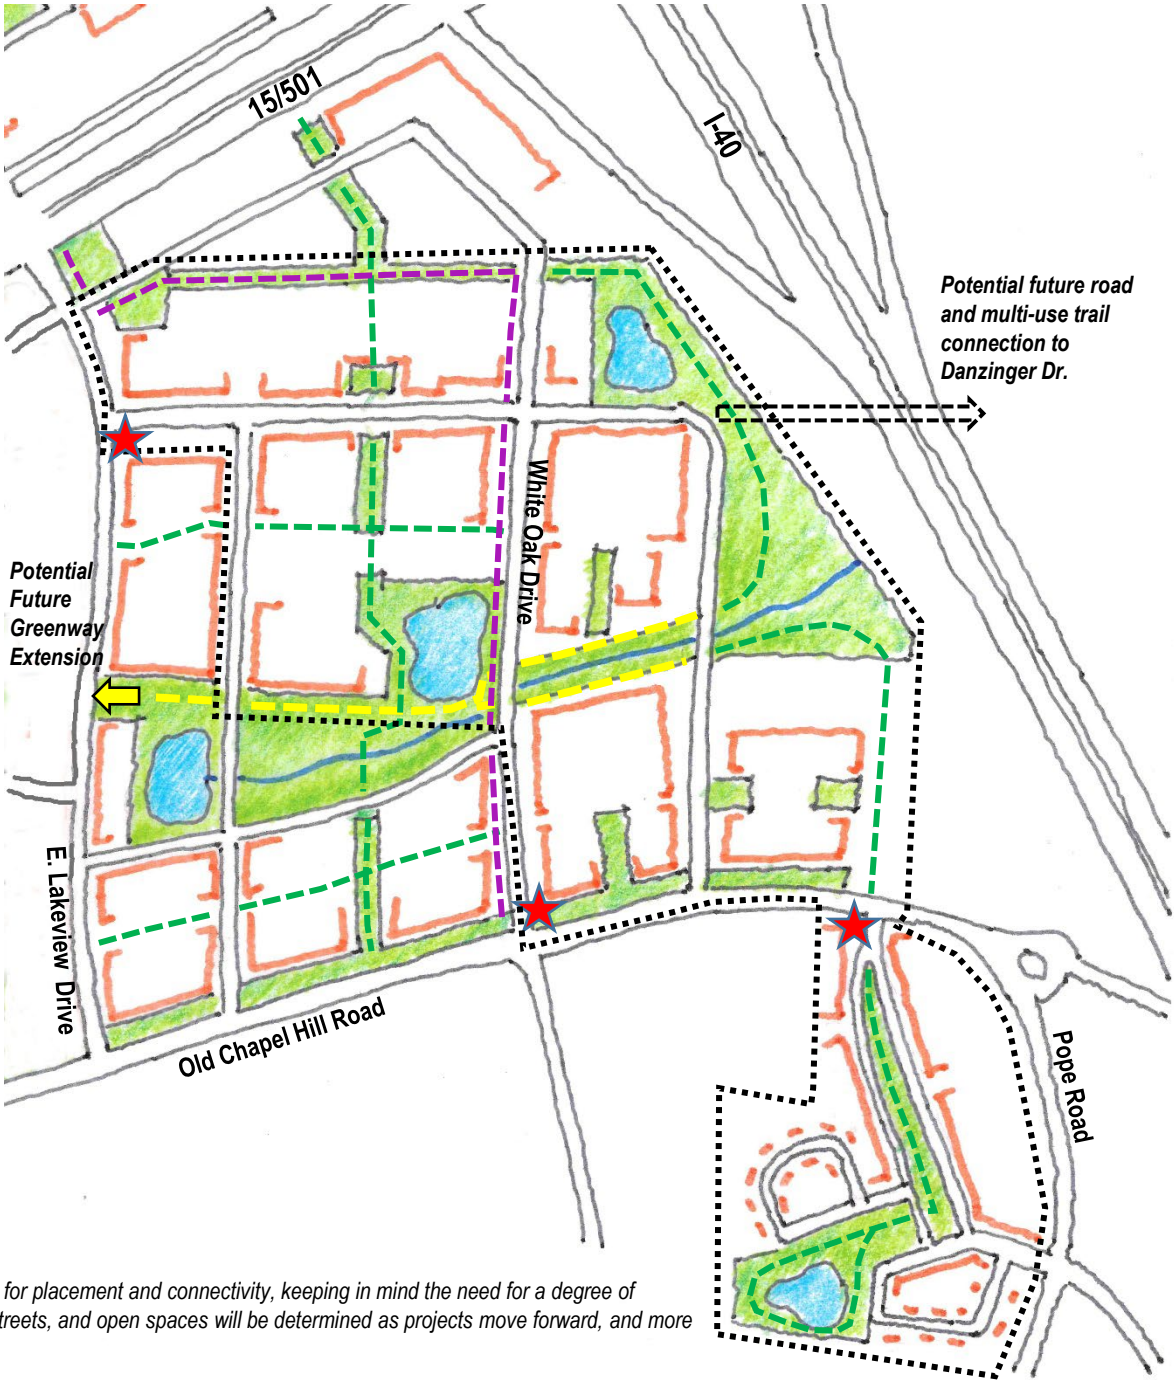 15/501
I-40
Potential future road
and multi-use trail
connection to
Danzinger Dr.
White Oak Drive
Potential
Future
Greenway
Extension
E. Lakeview Drive
Old Chapel Hill Road
Pope Road
for placement and connectivity, keeping in mind the need for a degree of
treets, and open spaces will be determined as projects move forward, and more